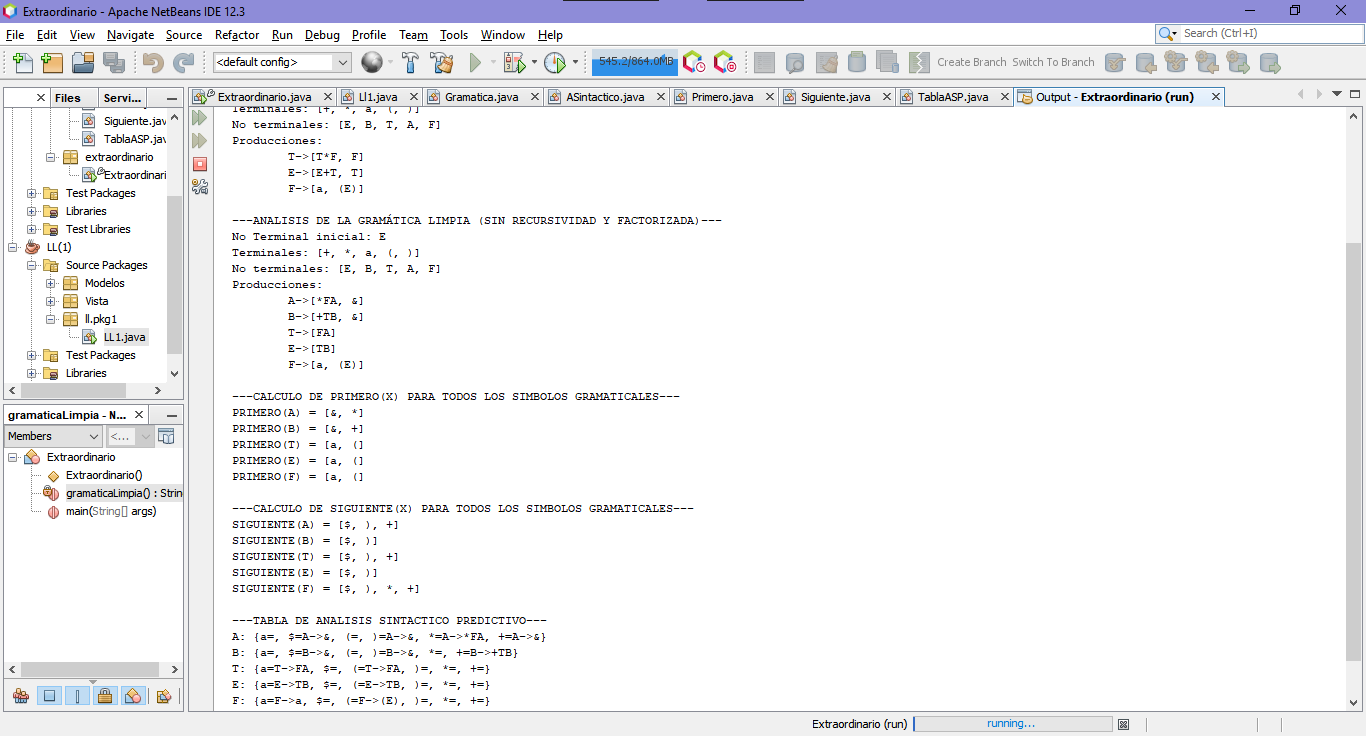 Extraordinario - Apache NetBeans IDE 12.3
File Edit View Navigate Source Refactor Run Debug Profile Team Tools Window Help
Search (Ctrl+I)
<default config>
545.2/864.0MB
Create Branch Switch To Branch
Files Servi...
Extraordinario.java Ll1.java Gramatica.java ASintactico.java Primero.java Siguiente.java TablaASP.java Output - Extraordinario (run)
Siguiente.jav
TablaASP.jav
extraordinario
Extraordinari
Test Packages
Libraries
Test Libraries
LL(1)
Source Packages
Modelos
Vista
ll.pkg1
LL1.java
Test Packages
Libraries
gramaticaLimpia - N...
Members
<...
Extraordinario
Extraordinario()
gramaticaLimpia() : Strin
main(String[] args)
Terminales: [+, *, a, (, )]
No terminales: [E, B, T, A, F]
Producciones:
T->[T*F, F]
E->[E+T, T]
F->[a, (E)]
---ANALISIS DE LA GRAMÁTICA LIMPIA (SIN RECURSIVIDAD Y FACTORIZADA)---
No Terminal inicial: E
Terminales: [+, *, a, (, )]
No terminales: [E, B, T, A, F]
Producciones:
A->[*FA, &]
B->[+TB, &]
T->[FA]
E->[TB]
F->[a, (E)]
---CALCULO DE PRIMERO(X) PARA TODOS LOS SIMBOLOS GRAMATICALES---
PRIMERO(A) = [&, *]
PRIMERO(B) = [&, +]
PRIMERO(T) = [a, (]
PRIMERO(E) = [a, (]
PRIMERO(F) = [a, (]
---CALCULO DE SIGUIENTE(X) PARA TODOS LOS SIMBOLOS GRAMATICALES---
SIGUIENTE(A) = [$, ), +]
SIGUIENTE(B) = [$, )]
SIGUIENTE(T) = [$, ), +]
SIGUIENTE(E) = [$, )]
SIGUIENTE(F) = [$, ), *, +]
---TABLA DE ANALISIS SINTACTICO PREDICTIVO---
A: {a=, $=A->&, (=, )=A->&, *=A->*FA, +=A->&}
B: {a=, $=B->&, (=, )=B->&, *=, +=B->+TB}
T: {a=T->FA, $=, (=T->FA, )=, *=, +=}
E: {a=E->TB, $=, (=E->TB, )=, *=, +=}
F: {a=F->a, $=, (=F->(E), )=, *=, +=}
Extraordinario (run)
running...